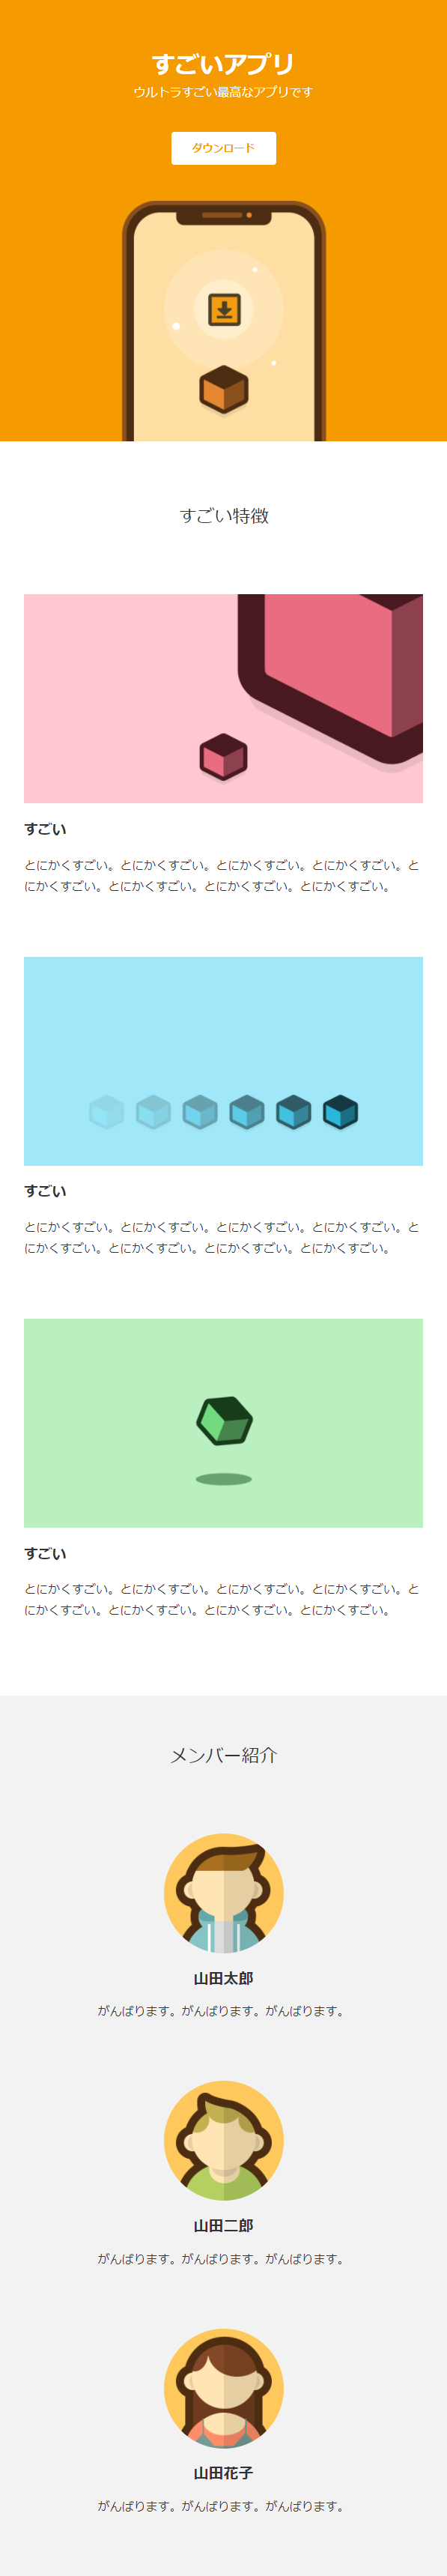 すごいアプリ
ウルトラすごい最高なアプリです
ダウンロード
すごい特徴
すごい
とにかくすごい。とにかくすごい。とにかくすごい。とにかくすごい。と
にかくすごい。とにかくすごい。とにかくすごい。とにかくすごい。
すごい
とにかくすごい。とにかくすごい。とにかくすごい。とにかくすごい。と
にかくすごい。とにかくすごい。とにかくすごい。とにかくすごい。
すごい
とにかくすごい。とにかくすごい。とにかくすごい。とにかくすごい。と
にかくすごい。とにかくすごい。とにかくすごい。とにかくすごい。
メンバー紹介
山田太郎
がんばります。がんばります。がんばります。
山田二郎
がんばります。がんばります。がんばります。
山田花子
がんばります。がんばります。がんばります。